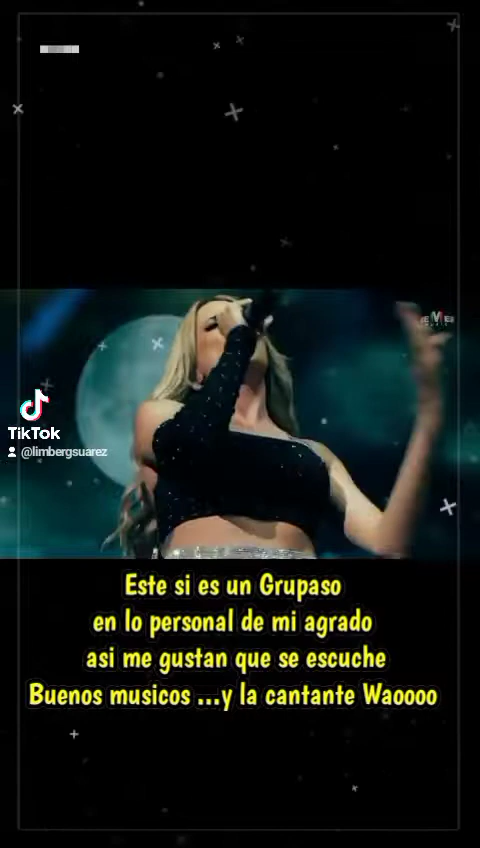 TikTok
@limbergsuarez
Este si es un Grupaso
en lo personal de mi agrado
asi me gustan que se escuche
Buenos musicos ...y la cantante Waoooo